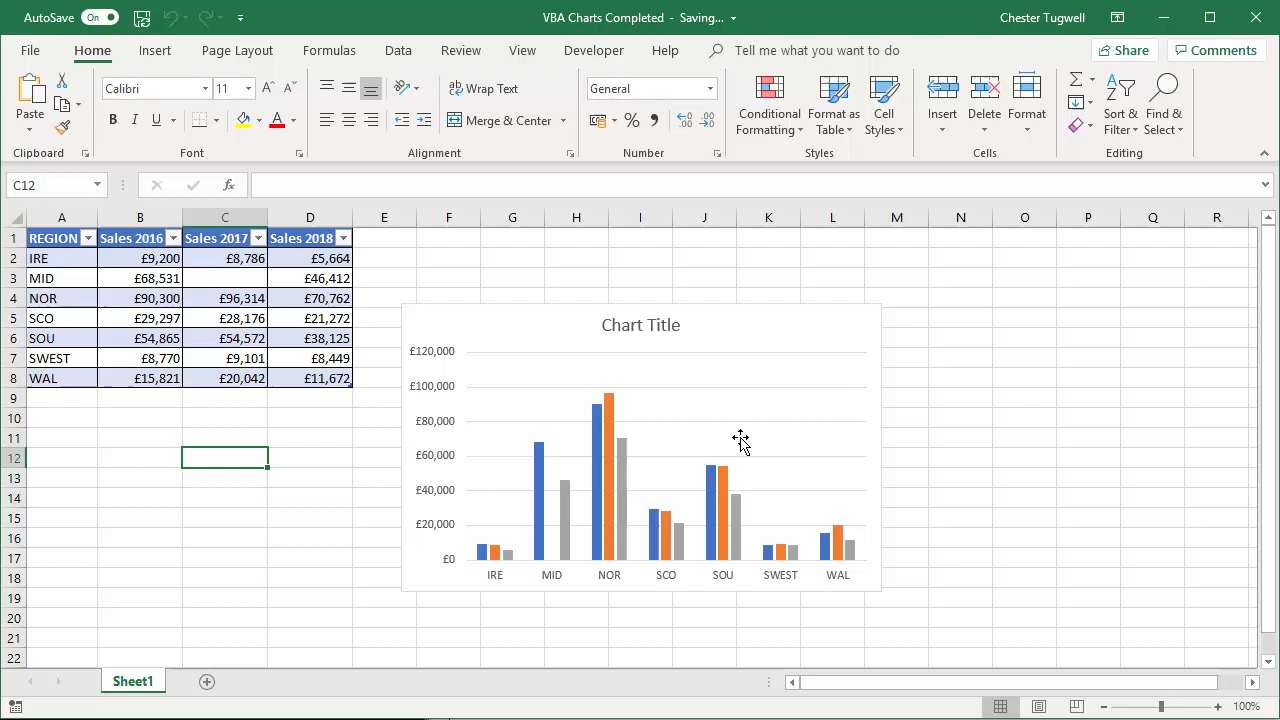 AutoSave On VBA Charts Completed - Saving... Chester Tugwell
File Home Insert Page Layout Formulas Data Review View Developer Help Tell me what you want to do Share Comments
Calibri 11 Wrap Text General
Paste B I U Merge & Center % Conditional Formatting Format as Table Cell Styles Insert Delete Format Sort & Filter Find & Select
Clipboard Font Alignment Number Styles Cells Editing
C12 fx
A B C D E F G H I J K L M N O P Q R
1 REGION Sales 2016 Sales 2017 Sales 2018
2 IRE £9,200 £8,786 £5,664
3 MID £68,531 £46,412
4 NOR £90,300 £96,314 £70,762
5 SCO £29,297 £28,176 £21,272
6 SOU £54,865 £54,572 £38,125
7 SWEST £8,770 £9,101 £8,449
8 WAL £15,821 £20,042 £11,672
9
10
11
12
13
14
15
16
17
18
19
20
21
22
Chart Title
£120,000
£100,000
£80,000
£60,000
£40,000
£20,000
£0
IRE MID NOR SCO SOU SWEST WAL
Sheet1
100%